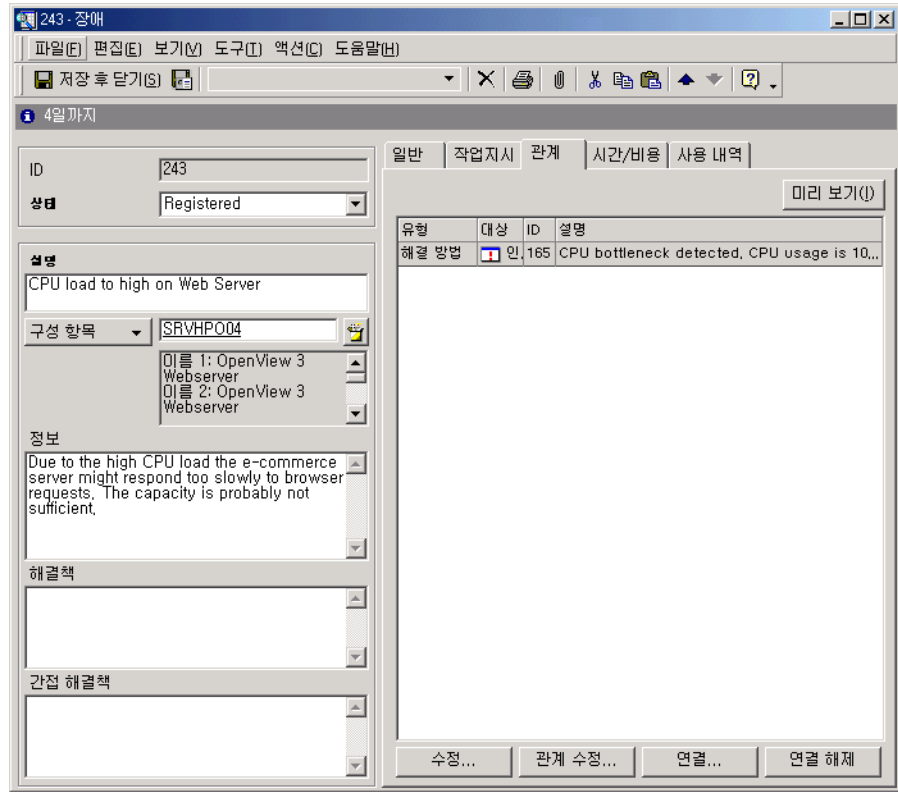 243 - 장애
파일(F) 편집(E) 보기(V) 도구(T) 액션(C) 도움말(H)
저장 후 닫기(S)
4일까지
ID
243
상태
Registered
설명
CPU load to high on Web Server
구성 항목
SRVHPO04
이름 1: OpenView 3
Webserver
이름 2: OpenView 3
Webserver
정보
Due to the high CPU load the e-commerce
server might respond too slowly to browser
requests. The capacity is probably not
sufficient.
해결책
간접 해결책
일반 작업지시 관계 시간/비용 사용 내역
미리 보기(I)
유형 대상 ID 설명
해결 방법 인. 165 CPU bottleneck detected, CPU usage is 10...
수정... 관계 수정... 연결... 연결 해제